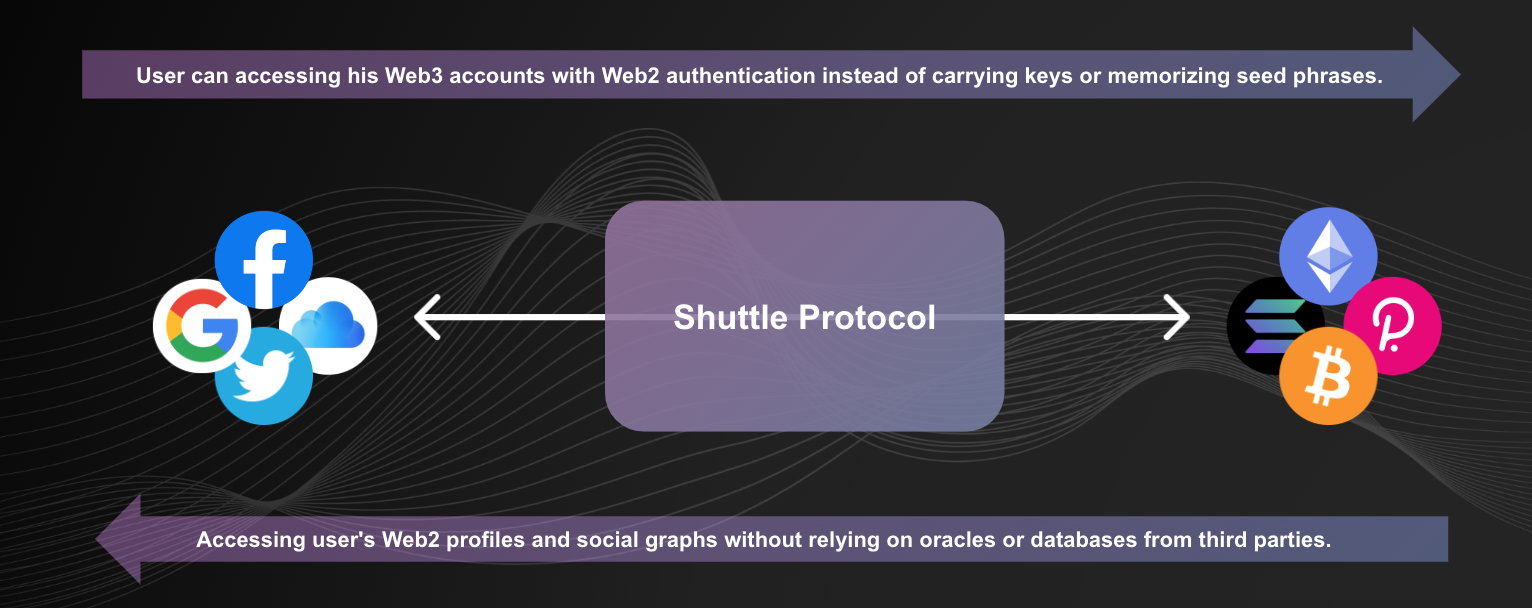 User can accessing his Web3 accounts with Web2 authentication instead of carrying keys or memorizing seed phrases.
Shuttle Protocol
Accessing user's Web2 profiles and social graphs without relying on oracles or databases from third parties.